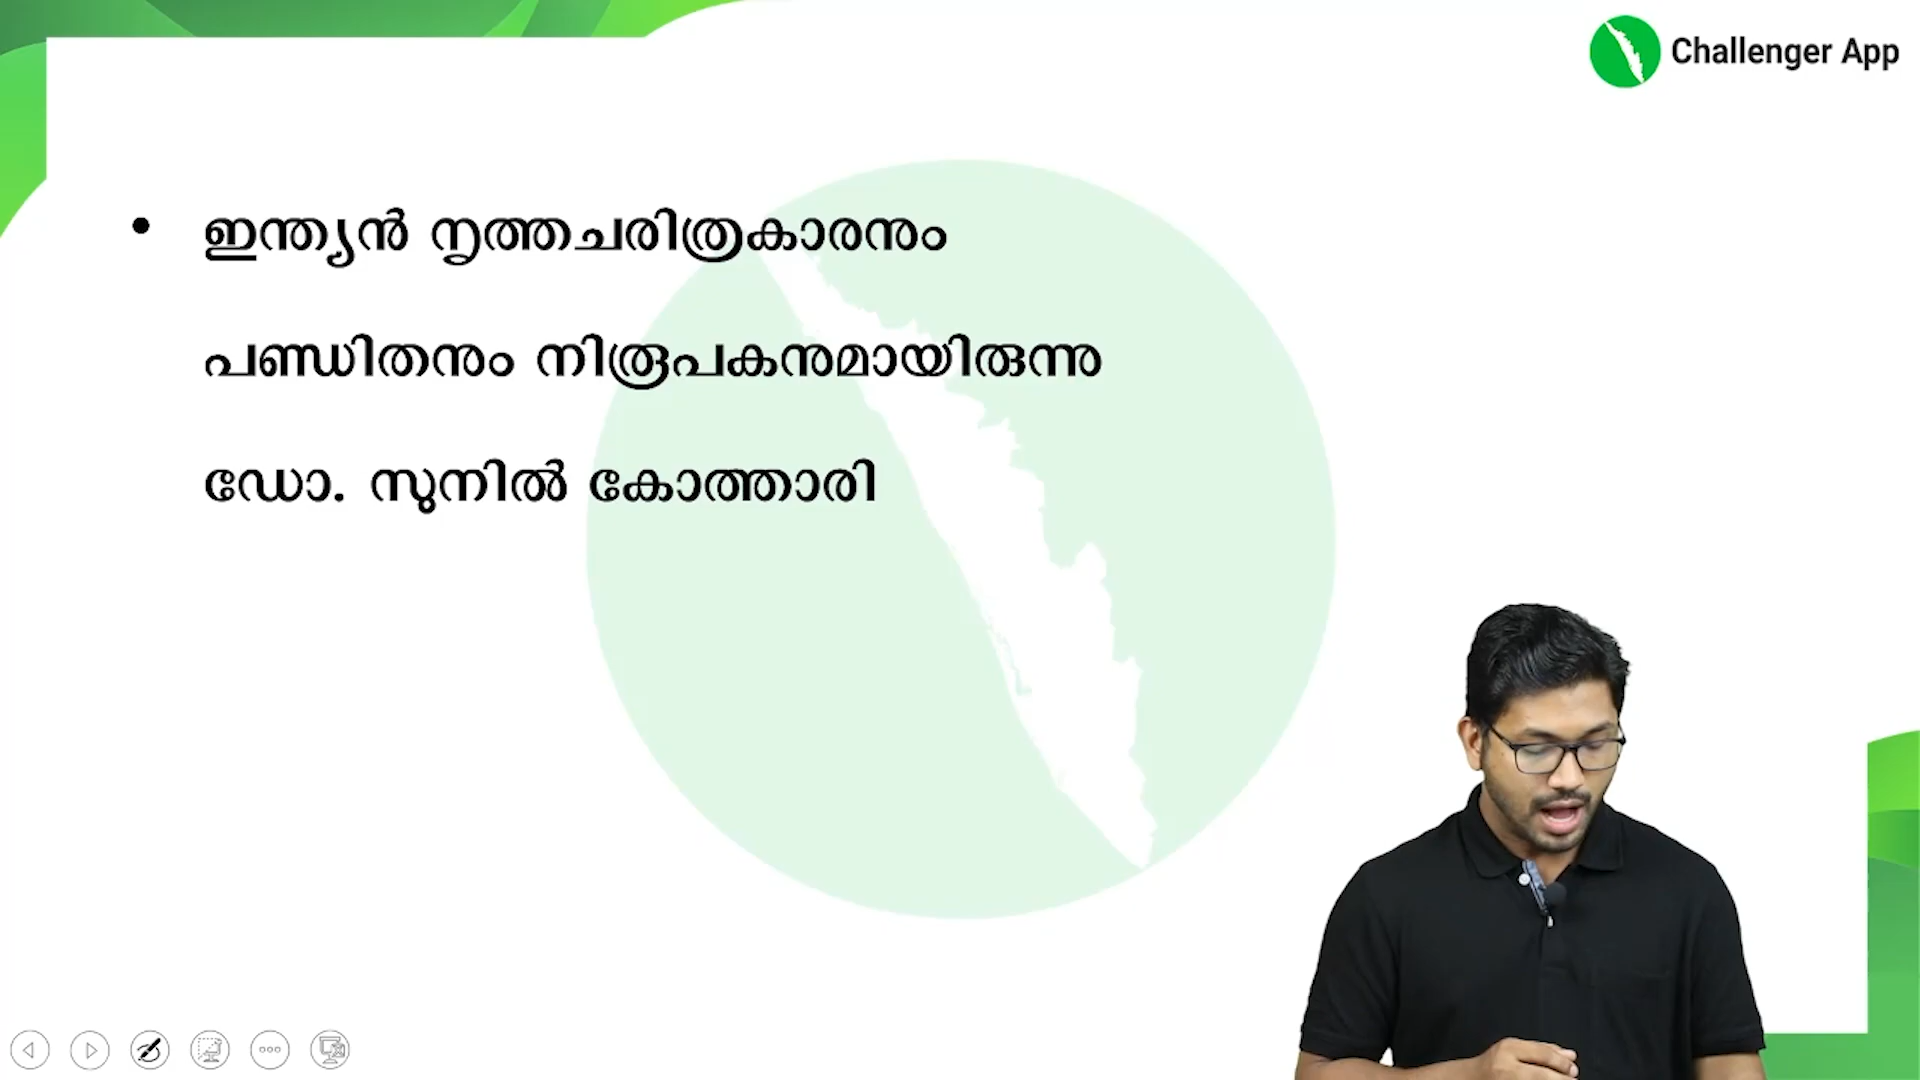 Challenger App
• ഇന്ത്യൻ നൃത്തചരിത്രകാരനും
പണ്ഡിതനും നിരൂപകനുമായിരുന്നു
ഡോ. സുനിൽ കോത്താരി